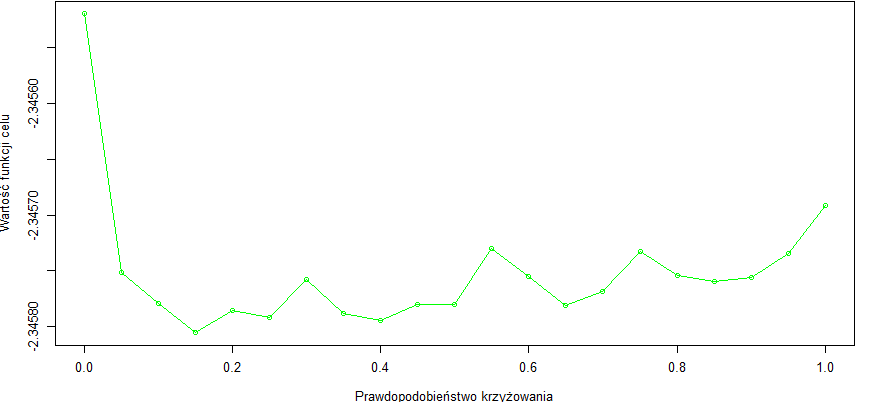 Wartość funkcji celu
-2.34560
-2.34570
-2.34580
0.0 0.2 0.4 0.6 0.8 1.0
Prawdopodobieństwo krzyżowania